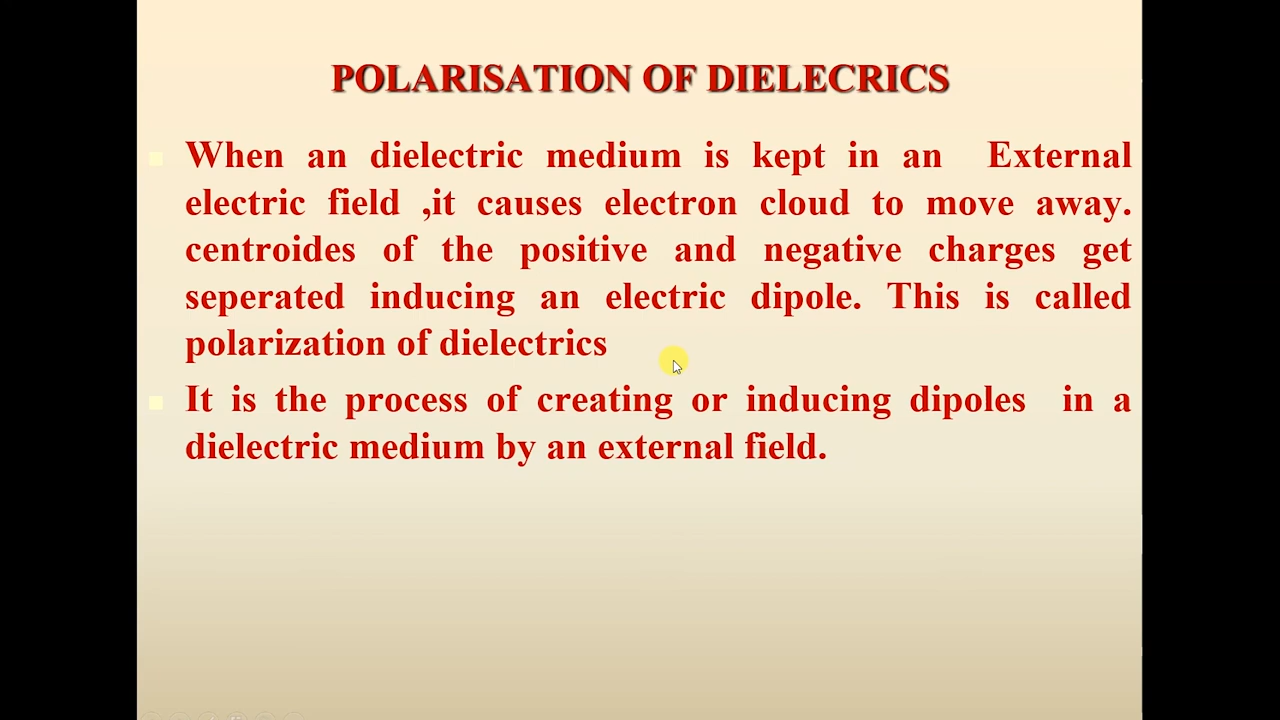 POLARISATION OF DIELECRICS
When an dielectric medium is kept in an External
electric field ,it causes electron cloud to move away.
centroides of the positive and negative charges get
seperated inducing an electric dipole. This is called
polarization of dielectrics
It is the process of creating or inducing dipoles in a
dielectric medium by an external field.